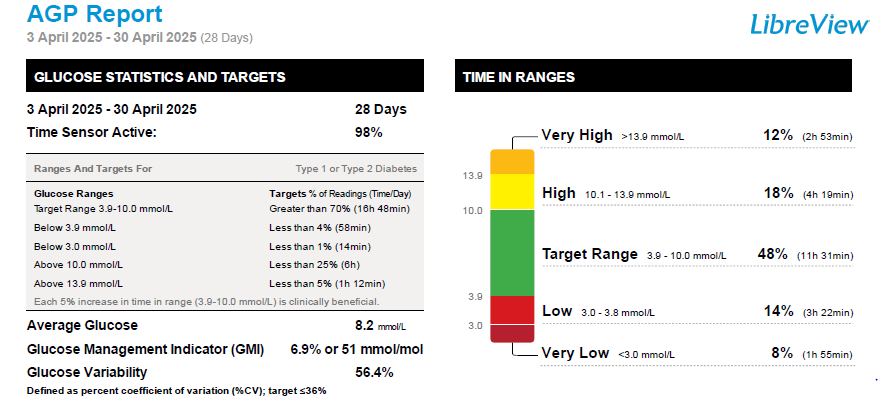 AGP Report
3 April 2025 - 30 April 2025 (28 Days)
LibreView
GLUCOSE STATISTICS AND TARGETS
3 April 2025 - 30 April 2025 28 Days
Time Sensor Active: 98%
Ranges And Targets For Type 1 or Type 2 Diabetes
Glucose Ranges Targets % of Readings (Time/Day)
Target Range 3.9-10.0 mmol/L Greater than 70% (16h 48min)
Below 3.9 mmol/L Less than 4% (58min)
Below 3.0 mmol/L Less than 1% (14min)
Above 10.0 mmol/L Less than 25% (6h)
Above 13.9 mmol/L Less than 5% (1h 12min)
Each 5% increase in time in range (3.9-10.0 mmol/L) is clinically beneficial.
Average Glucose 8.2 mmol/L
Glucose Management Indicator (GMI) 6.9% or 51 mmol/mol
Glucose Variability 56.4%
Defined as percent coefficient of variation (%CV); target ≤36%
TIME IN RANGES
Very High >13.9 mmol/L 12% (2h 53min)
13.9
High 10.1 - 13.9 mmol/L 18% (4h 19min)
10.0
Target Range 3.9 - 10.0 mmol/L 48% (11h 31min)
3.9
Low 3.0 - 3.8 mmol/L 14% (3h 22min)
3.0
Very Low <3.0 mmol/L 8% (1h 55min)